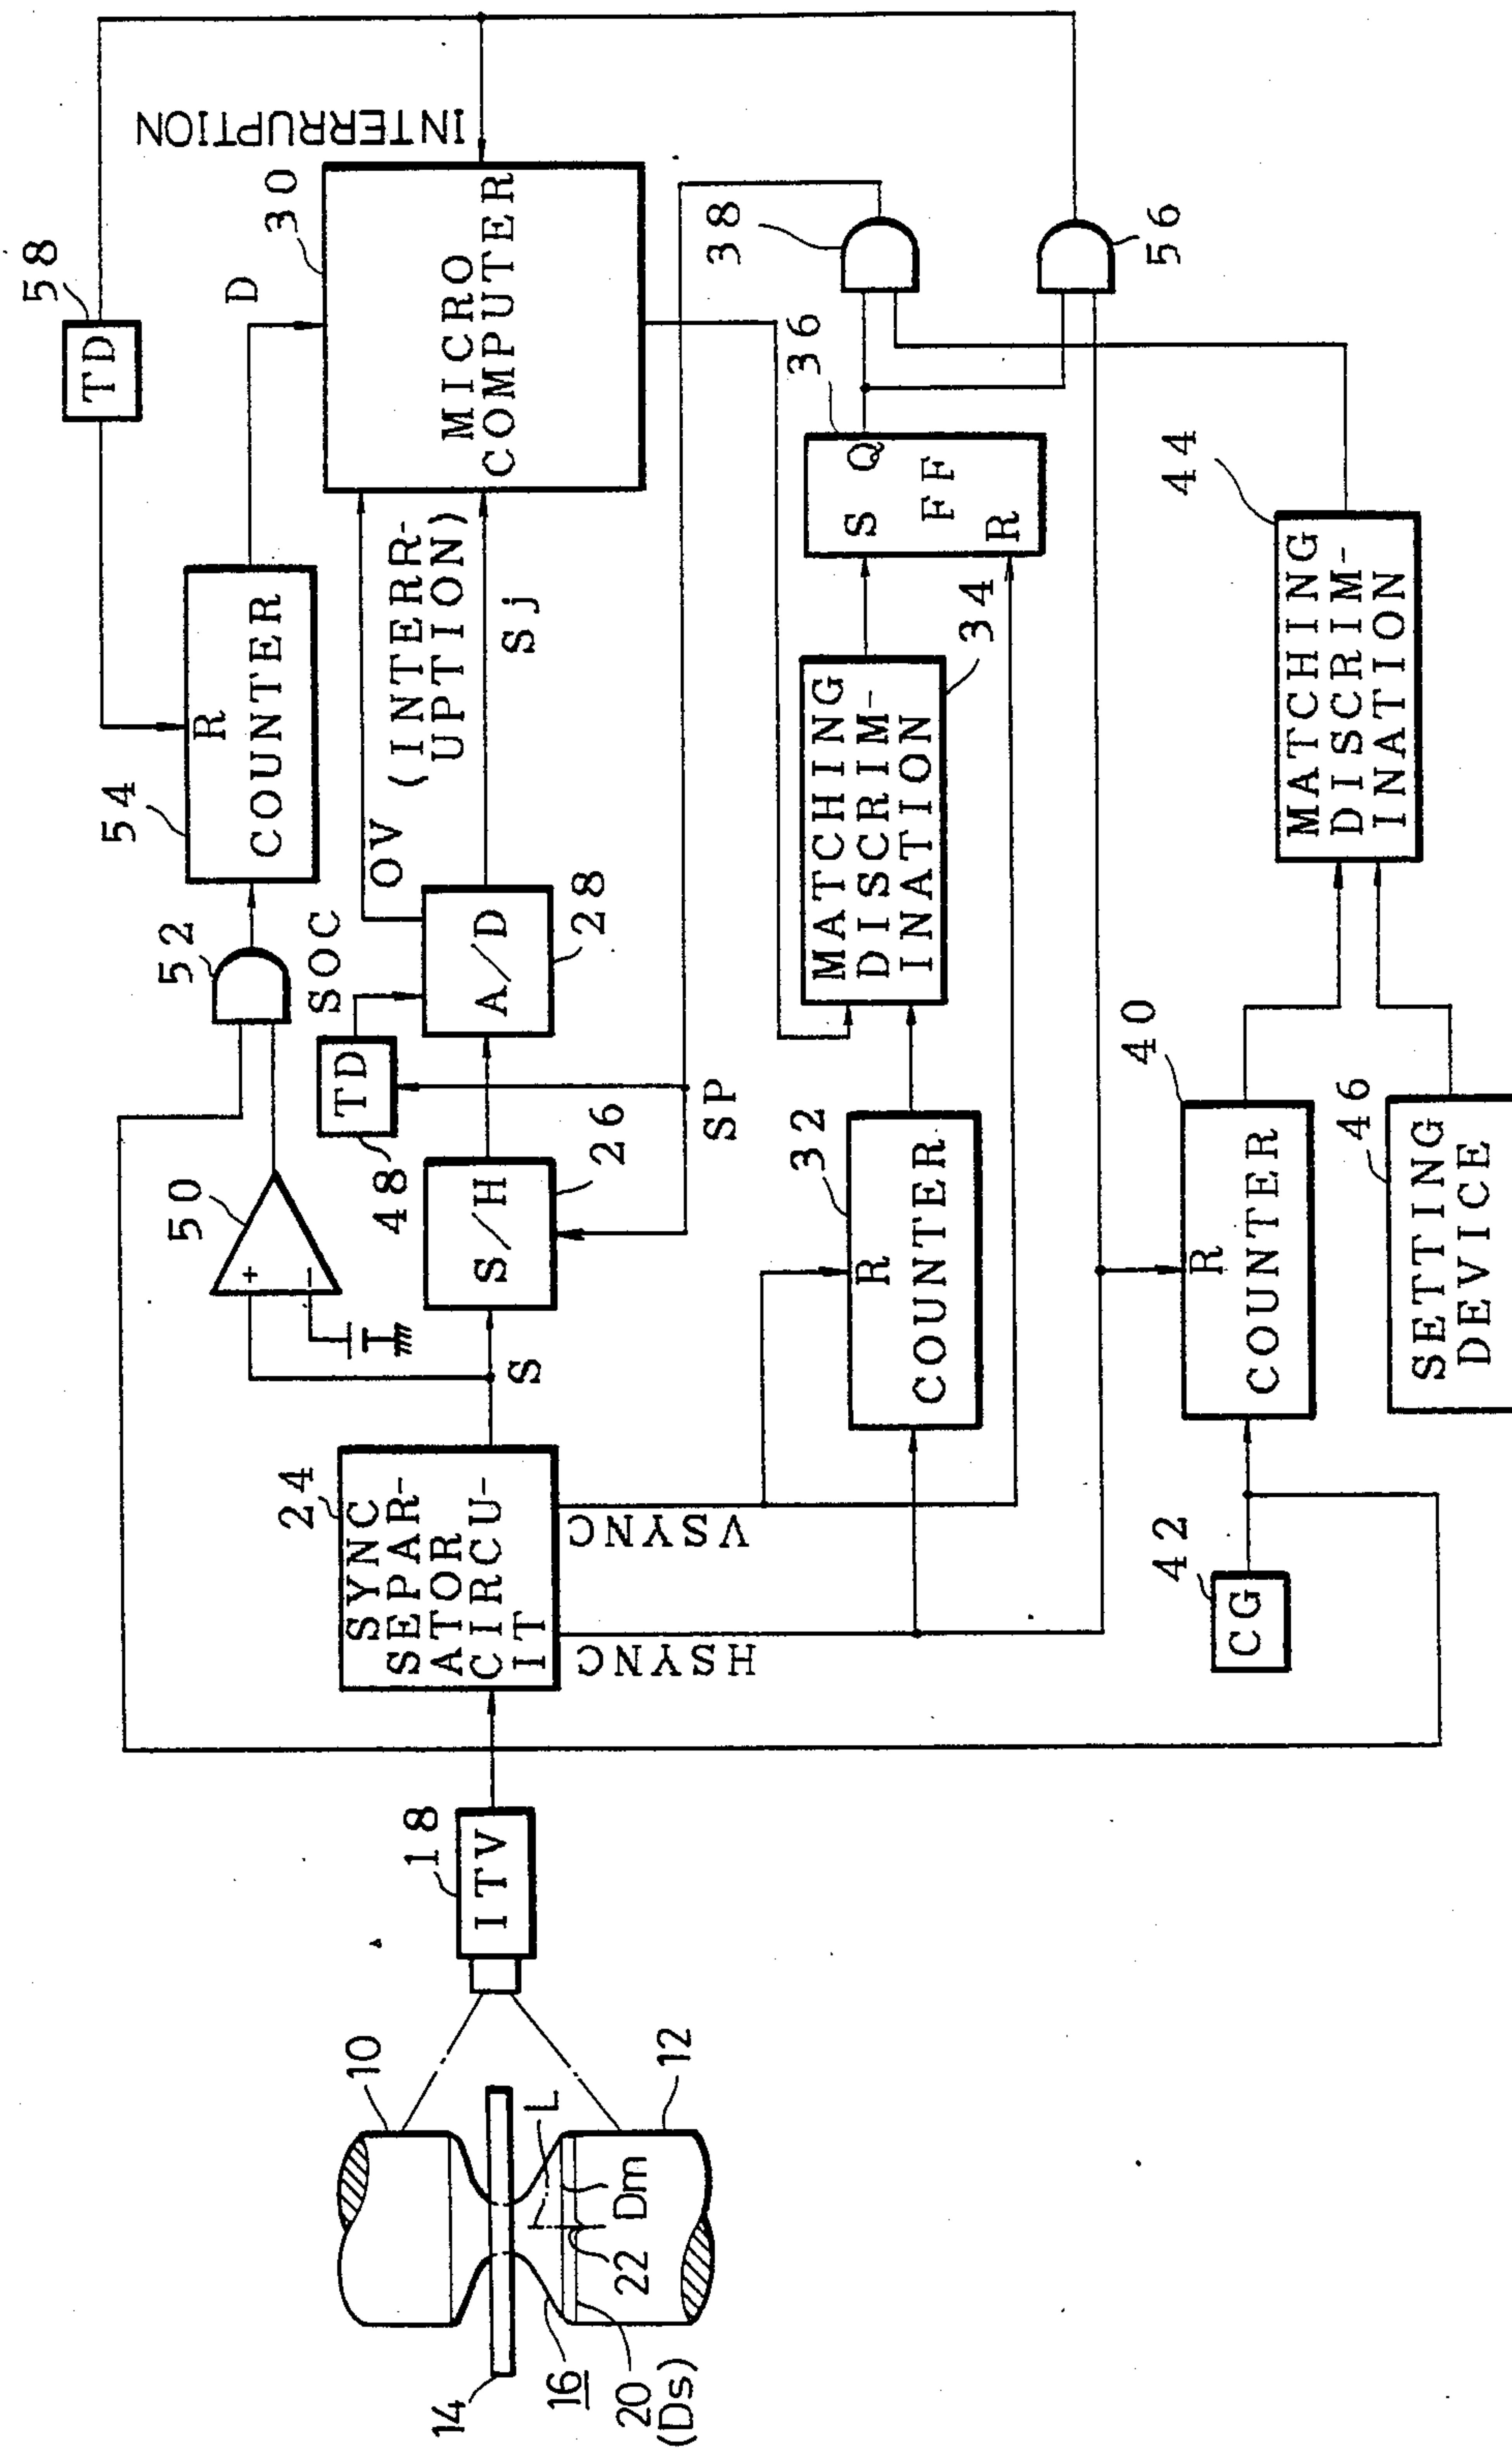 58
TD
54
R
COUNTER
D
52
SOC
50
+
−
TD
48
OV
(INTERR-
UPTION)
30
MICRO
COMPUTER
INTERRUPTION
24
SYNC
SEPAR-
ATOR
CIRCU-
IT
S
S/H
26
A/D
28
Sj
SP
18
ITV
HSYNC
VSYNC
10
14
L
16
22
Dm
20
(Ds)
12
32
R
COUNTER
MATCHING
DISCRIM-
INATION
34
36
S Q
FF
R
38
56
42
CG
40
R
COUNTER
46
SETTING
DEVICE
44
MATCHING
DISCRIM-
INATION